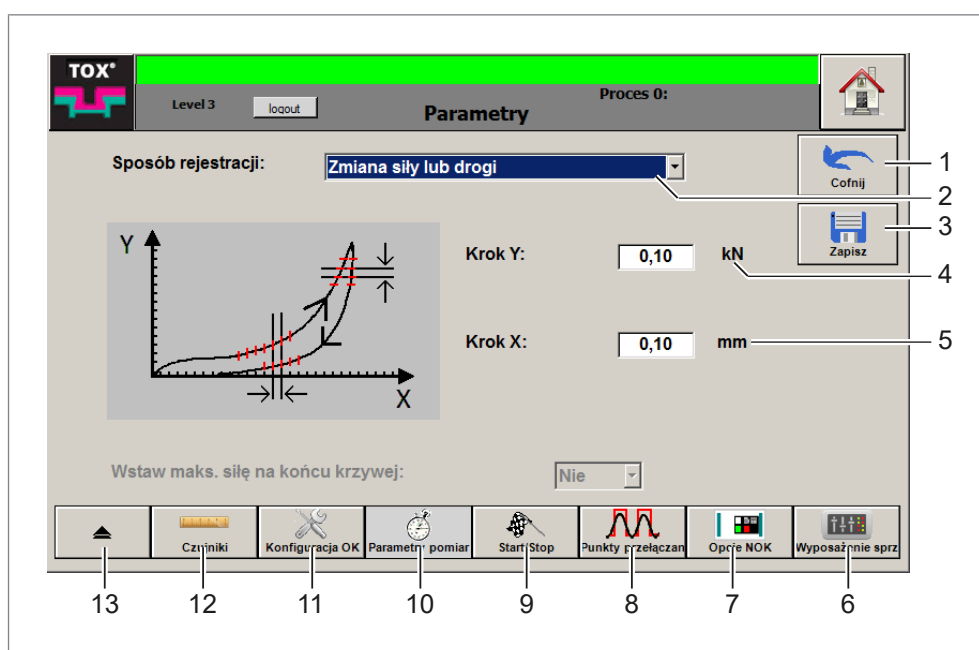 TOX®
Level 3
logout
Parametry
Proces 0:
Sposób rejestracji:
Zmiana siły lub drogi
Cofnij
1
2
Zapisz
3
Y
X
Krok Y:
0,10
kN
4
Krok X:
0,10
mm
5
Wstaw maks. siłę na końcu krzywej:
Nie
Czujniki
Konfiguracja OK
Parametry pomiar
Start/Stop
Punkty przełączan
Opcje NOK
Wyposażenie sprz
13
12
11
10
9
8
7
6